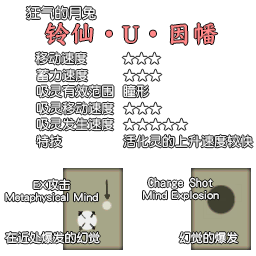 狂气的月兔
铃仙·U·因幡
移动速度 ☆☆☆
蓄力速度 ☆☆☆
吸灵有效范围 瞳形
吸灵移动速度 ☆☆☆
吸灵发生速度 ☆☆☆☆☆
特技 活化灵的上升速度较快
EX攻击
Metaphysical Mind
在近处爆发的幻觉
Charge Shot
Mind Explosion
幻觉的爆发